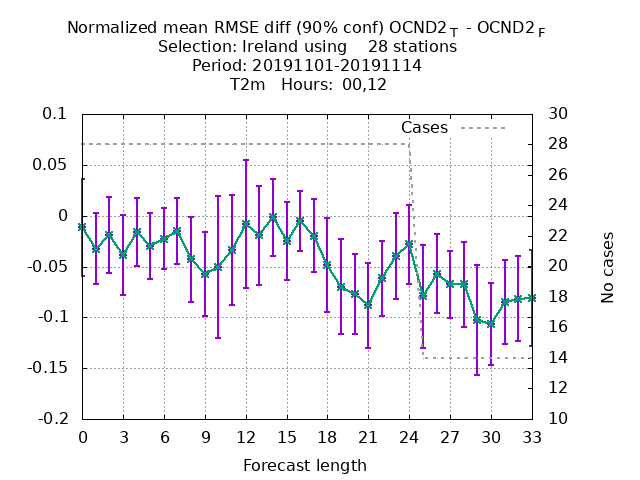 Normalized mean RMSE diff (90% conf) OCND2 T - OCND2 F
Selection: Ireland using 28 stations
Period: 20191101-20191114
T2m Hours: 00,12
0.1
0.05
0
-0.05
-0.1
-0.15
-0.2
Cases
30
28
26
24
22
20
18
16
14
12
10
No cases
0 3 6 9 12 15 18 21 24 27 30 33
Forecast length